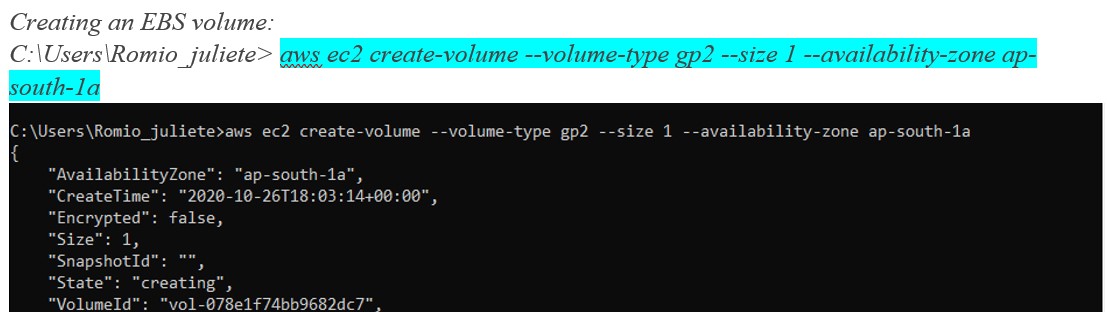 Creating an EBS volume:
C:\Users\Romio_juliete> aws ec2 create-volume --volume-type gp2 --size 1 --availability-zone ap-
south-1a
C:\Users\Romio_juliete>aws ec2 create-volume --volume-type gp2 --size 1 --availability-zone ap-south-1a
{
    "AvailabilityZone": "ap-south-1a",
    "CreateTime": "2020-10-26T18:03:14+00:00",
    "Encrypted": false,
    "Size": 1,
    "SnapshotId": "",
    "State": "creating",
    "VolumeId": "vol-078e1f74bb9682dc7",